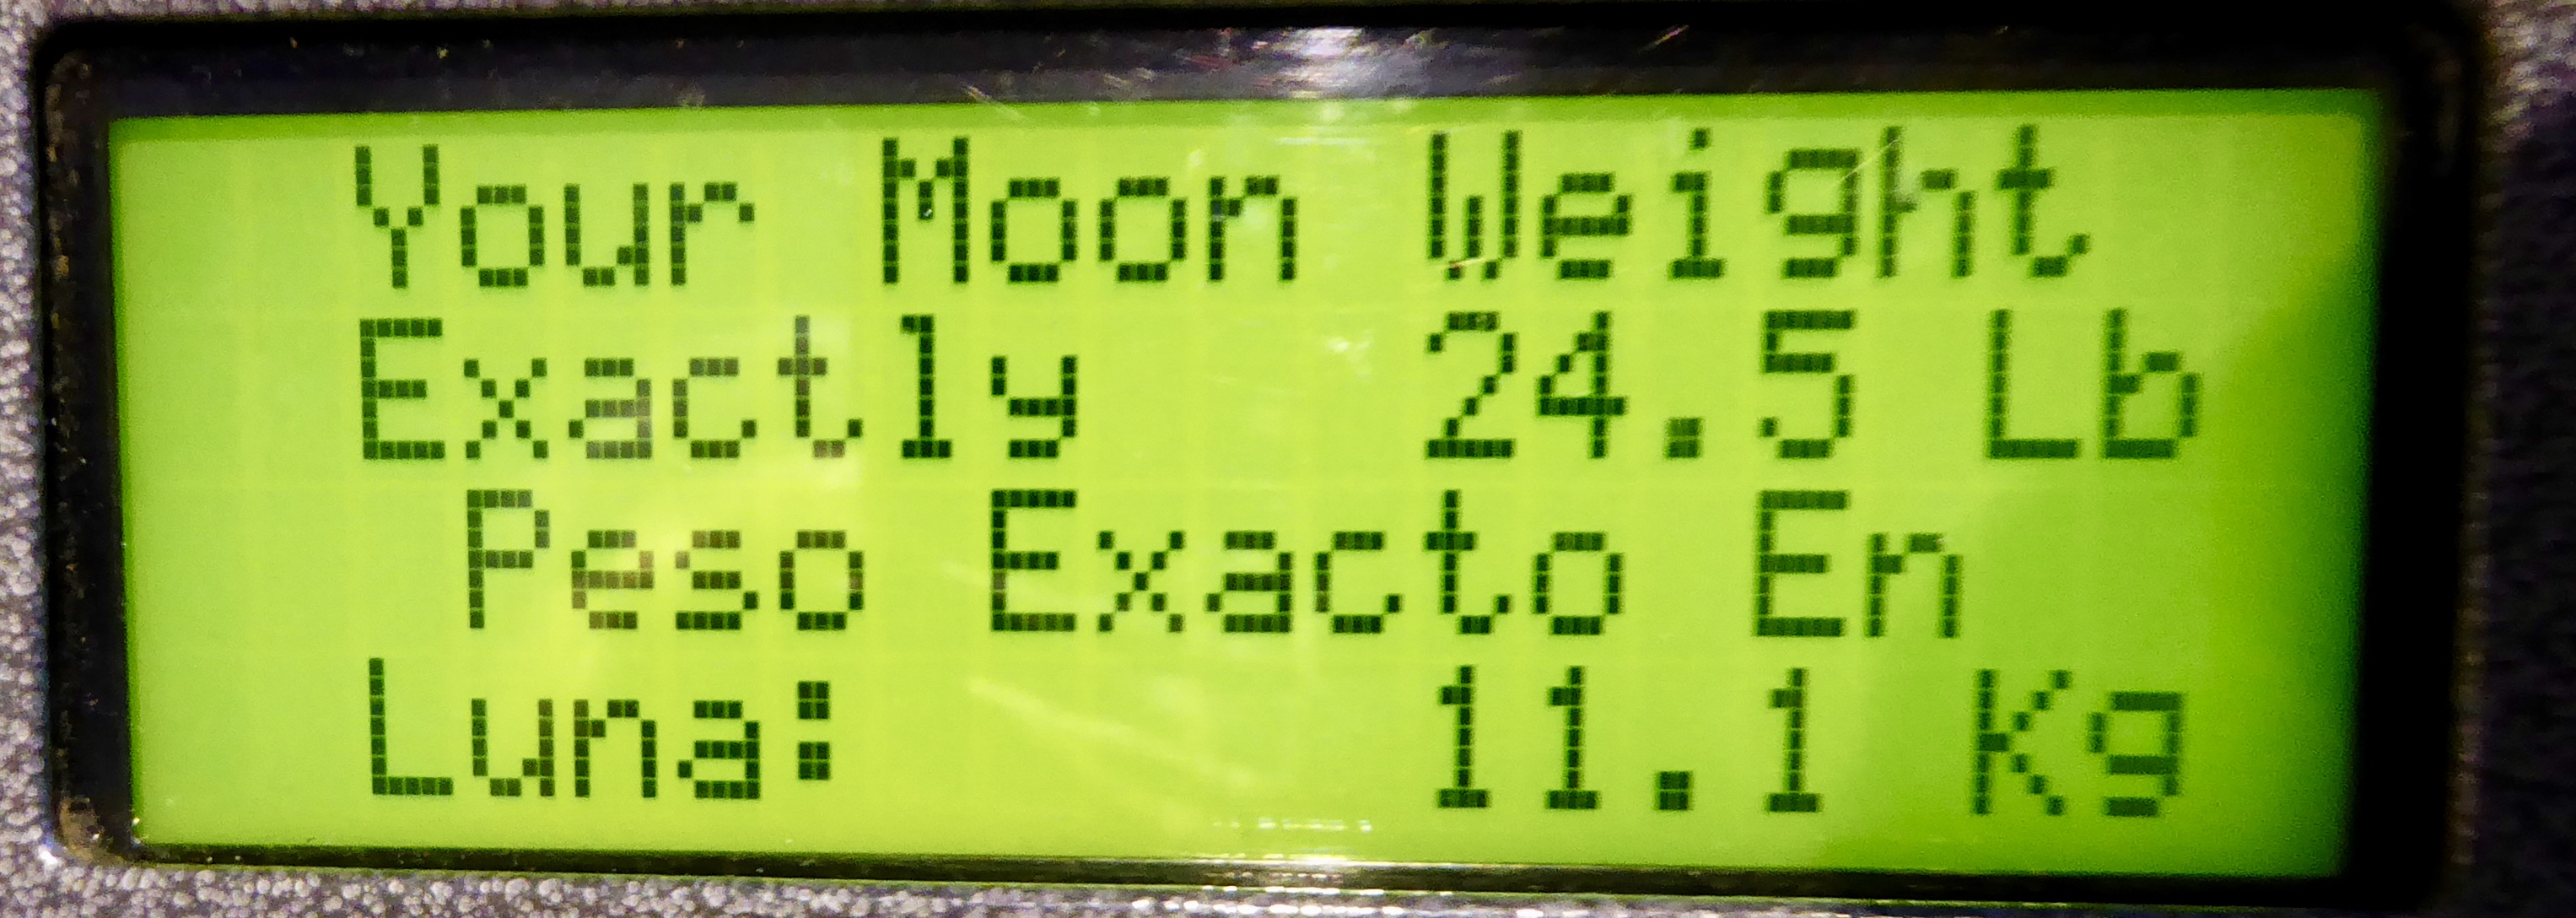 Your Moon Weight
Exactly 24.5 Lb
Peso Exacto En
Luna: 11.1 Kg